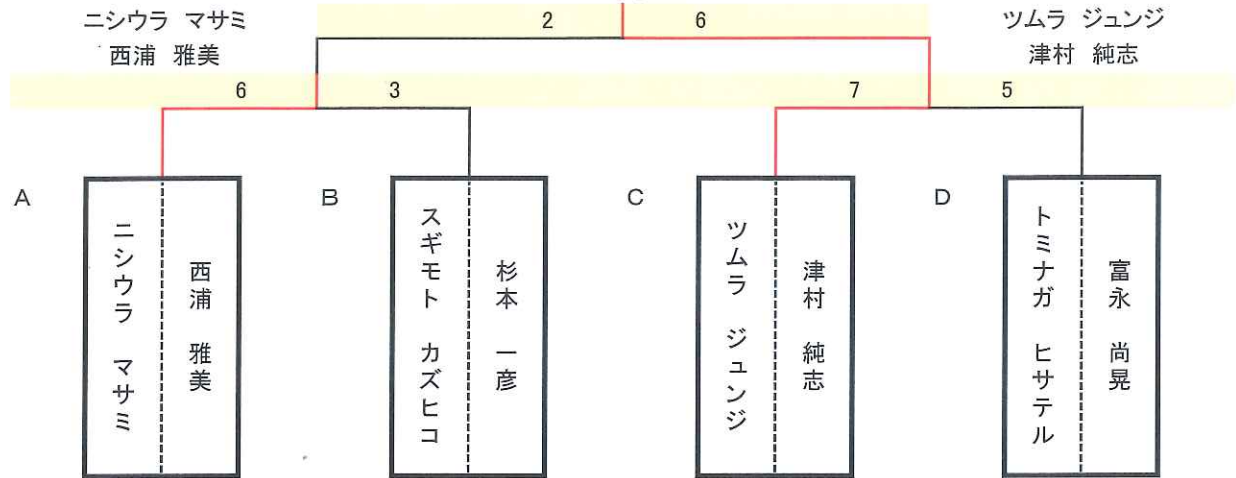 ニシウラ マサミ
西浦 雅美
2 6
ツムラ ジュンジ
津村 純志
6 3 7 5
A
ニシウラ マサミ
西浦 雅美
B
スギモト カズヒコ
杉本 一彦
C
ツムラ ジュンジ
津村 純志
D
トミナガ ヒサテル
富永 尚晃